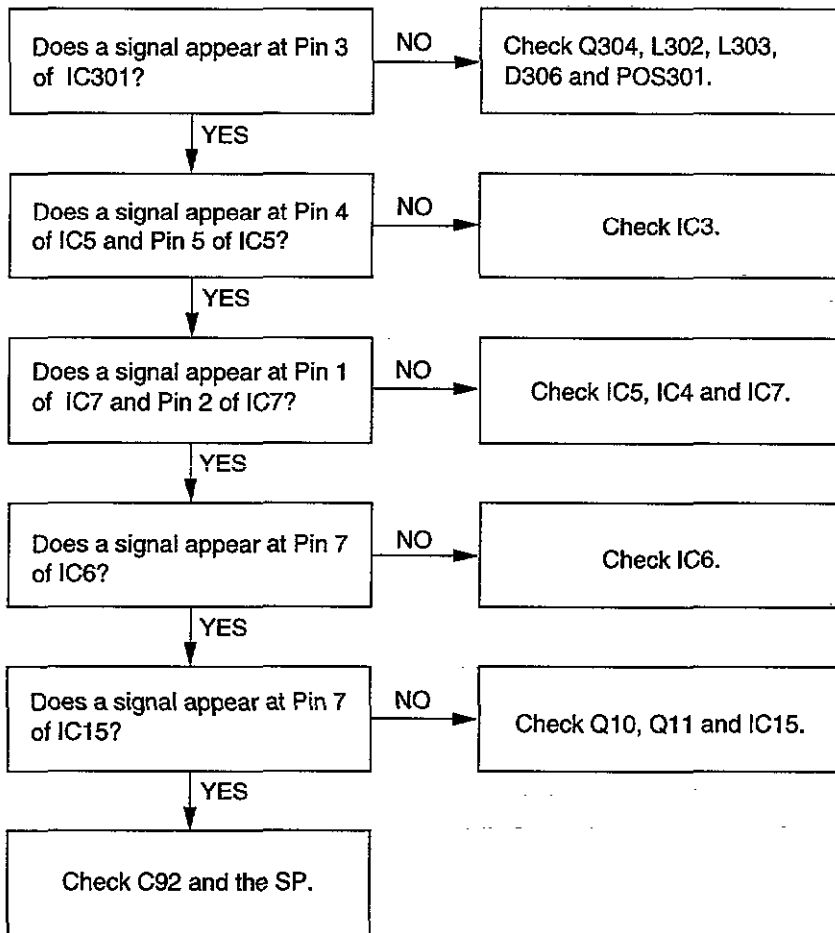 Does a signal appear at Pin 3
of IC301?
NO
Check Q304, L302, L303,
D306 and POS301.
YES
Does a signal appear at Pin 4
of IC5 and Pin 5 of IC5?
NO
Check IC3.
YES
Does a signal appear at Pin 1
of IC7 and Pin 2 of IC7?
NO
Check IC5, IC4 and IC7.
YES
Does a signal appear at Pin 7
of IC6?
NO
Check IC6.
YES
Does a signal appear at Pin 7
of IC15?
NO
Check Q10, Q11 and IC15.
YES
Check C92 and the SP.